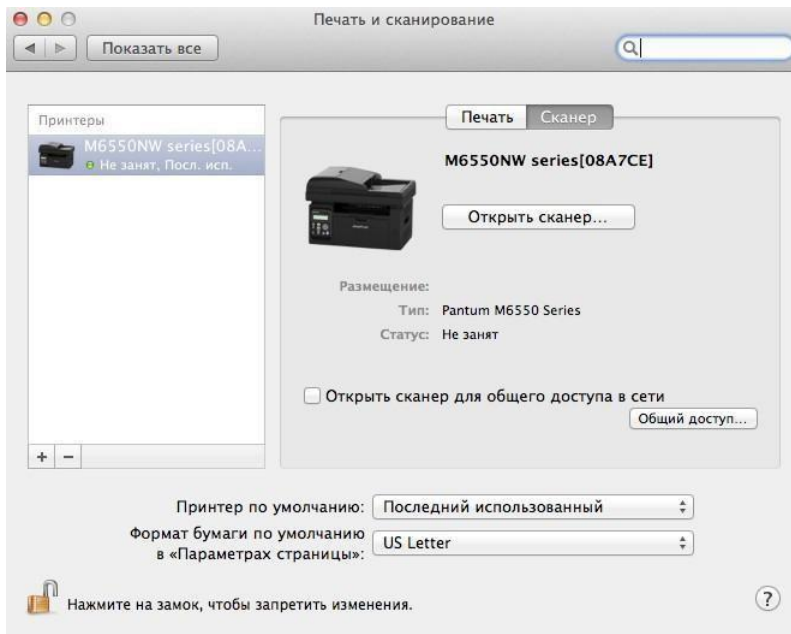 Печать и сканирование
Показать все
Принтеры
M6550NW series[08A...
Не занят, Посл. исп.
Печать
Сканер
M6550NW series[08A7CE]
Открыть сканер...
Размещение:
Тип: Pantum M6550 Series
Статус: Не занят
Открыть сканер для общего доступа в сети
Общий доступ...
+ −
Принтер по умолчанию: Последний использованный
Формат бумаги по умолчанию
в «Параметрах страницы»: US Letter
Нажмите на замок, чтобы запретить изменения.
?